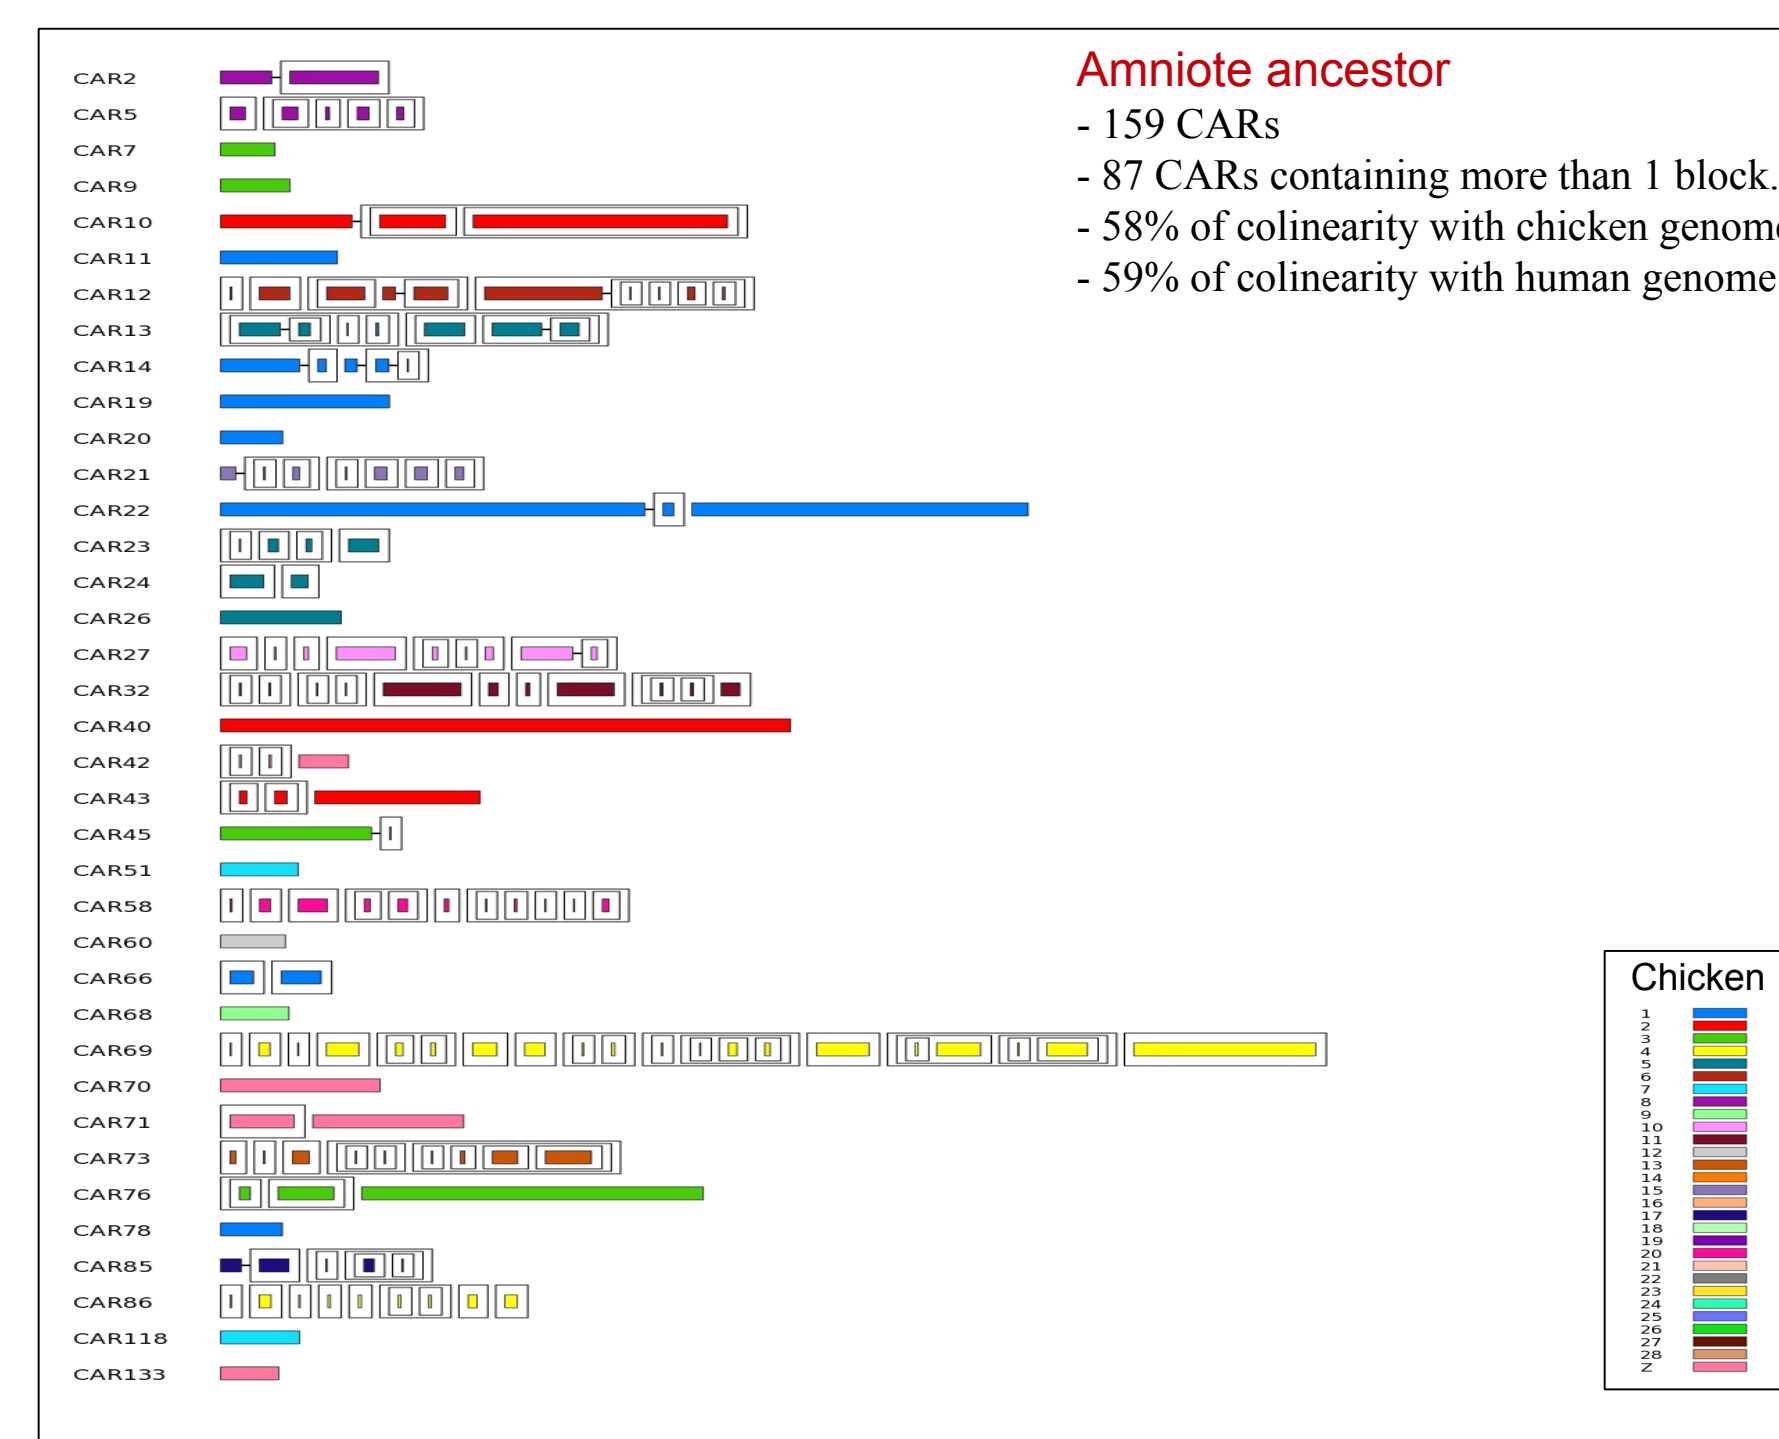 Amniote ancestor
- 159 CARs
- 87 CARs containing more than 1 block.
- 58% of colinearity with chicken genome
- 59% of colinearity with human genome
CAR2
CAR5
CAR7
CAR9
CAR10
CAR11
CAR12
CAR13
CAR14
CAR19
CAR20
CAR21
CAR22
CAR23
CAR24
CAR26
CAR27
CAR32
CAR40
CAR42
CAR43
CAR45
CAR51
CAR58
CAR60
CAR66
CAR68
CAR69
CAR70
CAR71
CAR73
CAR76
CAR78
CAR85
CAR86
CAR118
CAR133
Chicken
1
2
3
4
5
6
7
8
9
10
11
12
13
14
15
16
17
18
19
20
21
22
23
24
25
26
27
28
Z